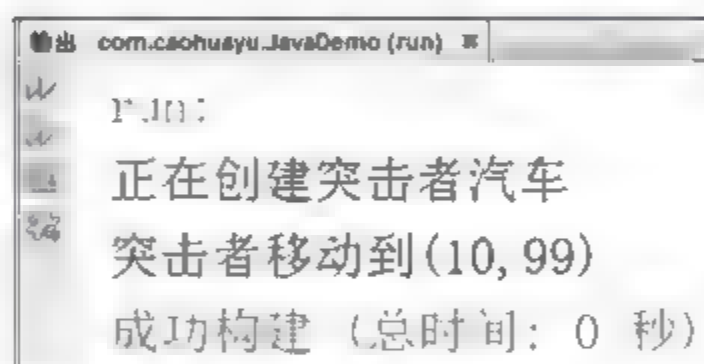 输出 com.caohuayu.JavaDemo (run)
run:
正在创建突击者汽车
突击者移动到(10, 99)
成功构建 (总时间: 0 秒)